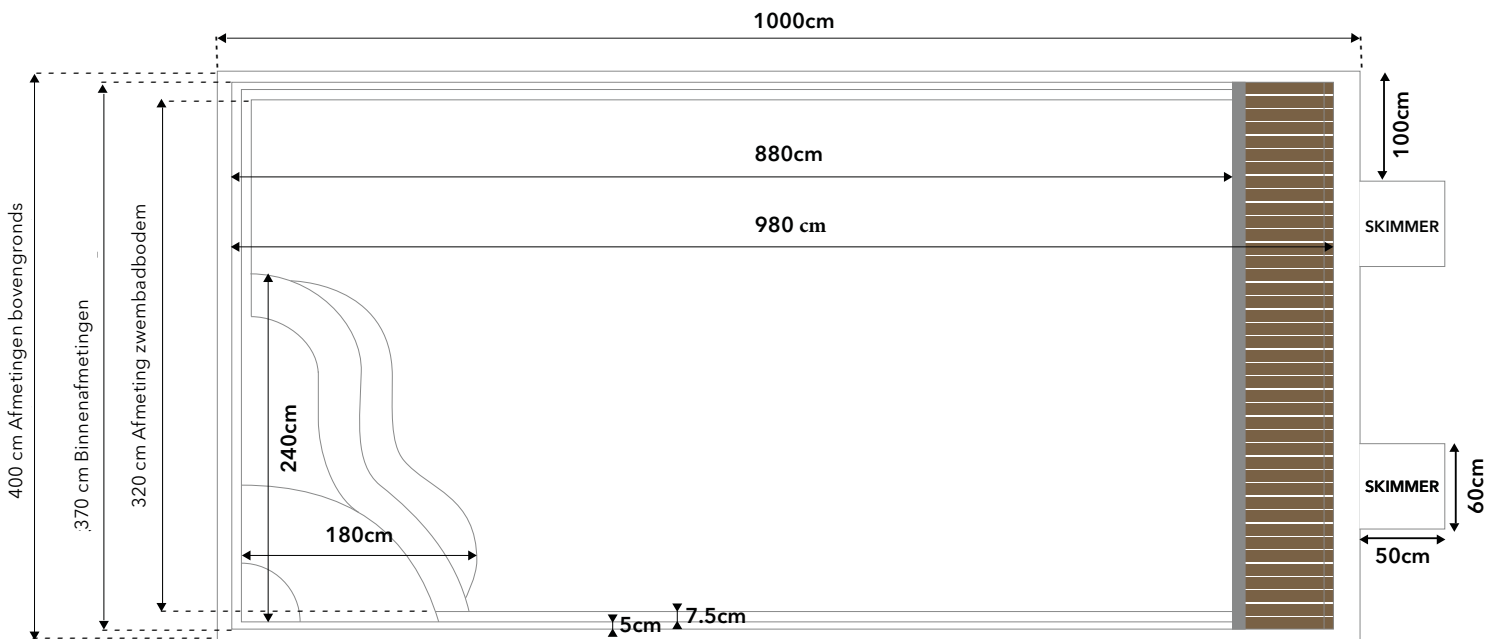 1000cm
100cm
880cm
980 cm
SKIMMER
400 cm Afmetingen bovengronds
370 cm Binnenafmetingen
320 cm Afmeting zwembadbodem
240cm
180cm
SKIMMER
60cm
50cm
7.5cm
5cm